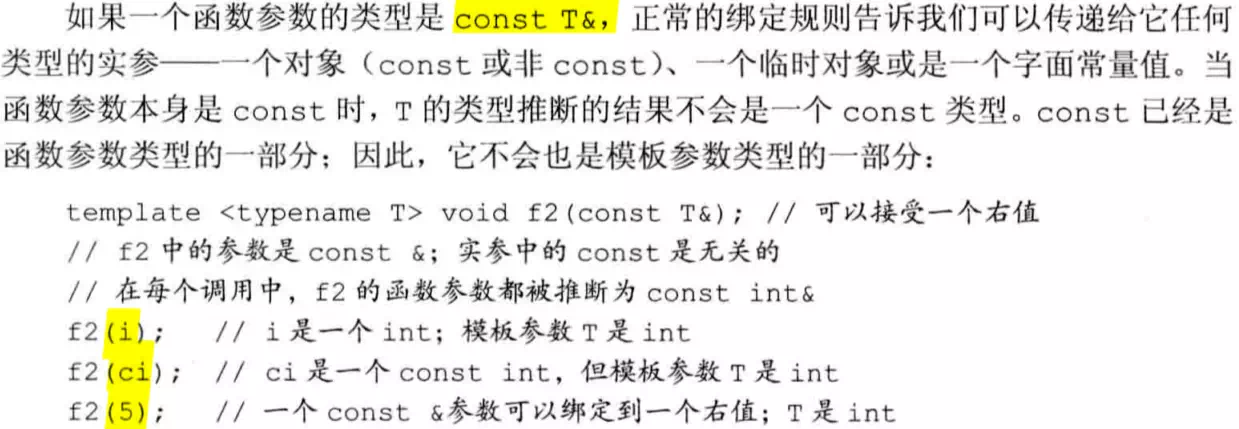 如果一个函数参数的类型是 const T&，正常的绑定规则告诉我们可以传递给它任何
类型的实参——一个对象（const 或非 const）、一个临时对象或是一个字面常量值。当
函数参数本身是 const 时，T 的类型推断的结果不会是一个 const 类型。const 已经是
函数参数类型的一部分；因此，它不会也是模板参数类型的一部分：
template <typename T> void f2(const T&); // 可以接受一个右值
// f2 中的参数是 const &；实参中的 const 是无关的
// 在每个调用中，f2 的函数参数都被推断为 const int&
f2(i); // i 是一个 int；模板参数 T 是 int
f2(ci); // ci 是一个 const int，但模板参数 T 是 int
f2(5); // 一个 const &参数可以绑定到一个右值；T 是 int